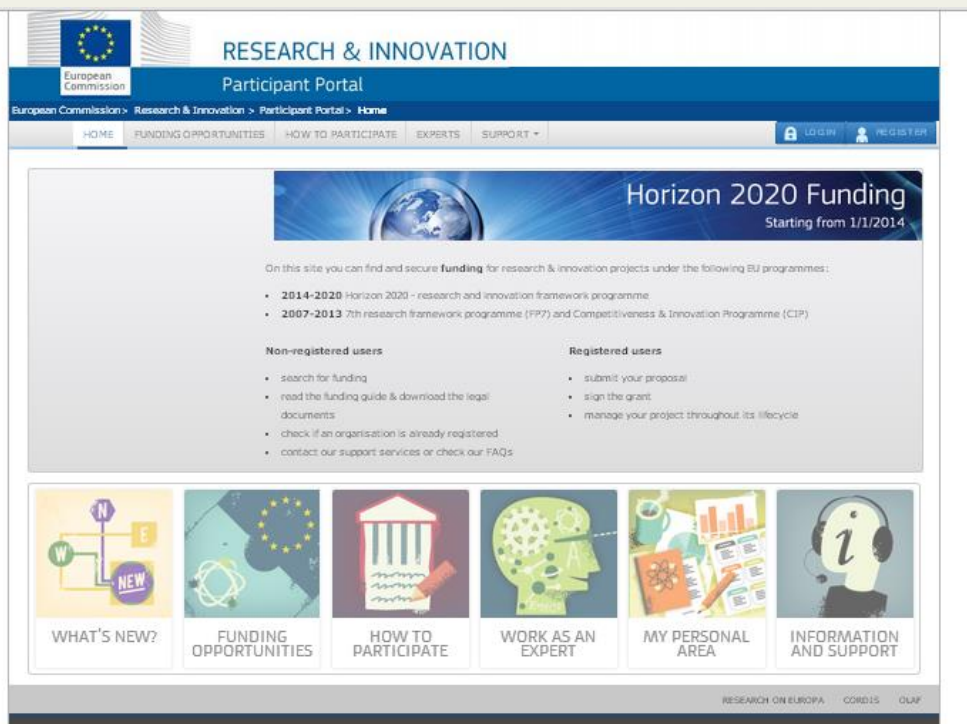 RESEARCH & INNOVATION
European
Commission
Participant Portal
European Commission > Research & Innovation > Participant Portal > Home
HOME FUNDING OPPORTUNITIES HOW TO PARTICIPATE EXPERTS SUPPORT LOGIN REGISTER
Horizon 2020 Funding
Starting from 1/1/2014
On this site you can find and secure funding for research & innovation projects under the following EU programmes:
• 2014-2020 Horizon 2020 - research and innovation framework programme
• 2007-2013 7th research framework programme (FP7) and Competitiveness & Innovation Programme (CIP)
Non-registered users
• search for funding
• read the funding guide & download the legal
documents
• check if an organisation is already registered
• contact our support services or check our FAQs
Registered users
• submit your proposal
• sign the grant
• manage your project throughout its lifecycle
N
E
W
NEW
A
i
WHAT'S NEW?
FUNDING
OPPORTUNITIES
HOW TO
PARTICIPATE
WORK AS AN
EXPERT
MY PERSONAL
AREA
INFORMATION
AND SUPPORT
RESEARCH ON EUROPA CORDIS OLAF